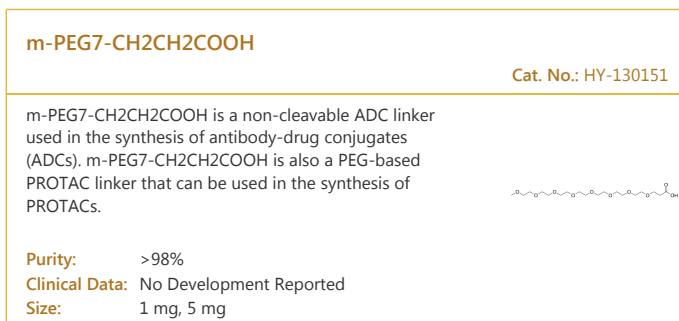 m-PEG7-CH2CH2COOH
Cat. No.: HY-130151
m-PEG7-CH2CH2COOH is a non-cleavable ADC linker
used in the synthesis of antibody-drug conjugates
(ADCs). m-PEG7-CH2CH2COOH is also a PEG-based
PROTAC linker that can be used in the synthesis of
PROTACs.
Purity: >98%
Clinical Data: No Development Reported
Size: 1 mg, 5 mg